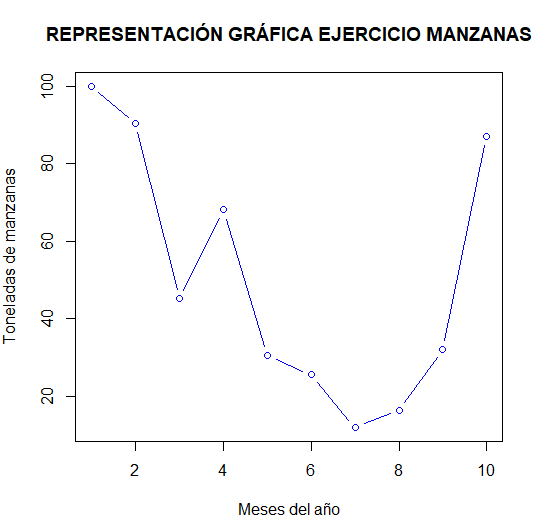 REPRESENTACIÓN GRÁFICA EJERCICIO MANZANAS
Toneladas de manzanas
100
80
60
40
20
2 4 6 8 10
Meses del año